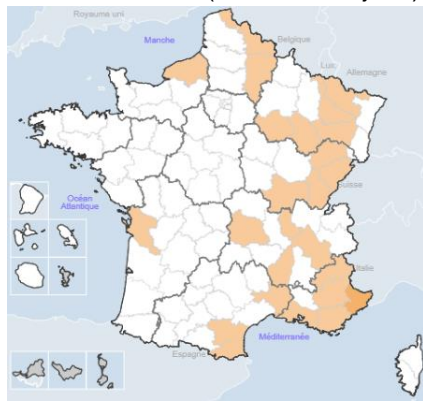 Royaume uni
Manche
Belgique
Lux.
Allemagne
Suisse
Océan
Atlantique
Italie
Méditerranée
Espagne